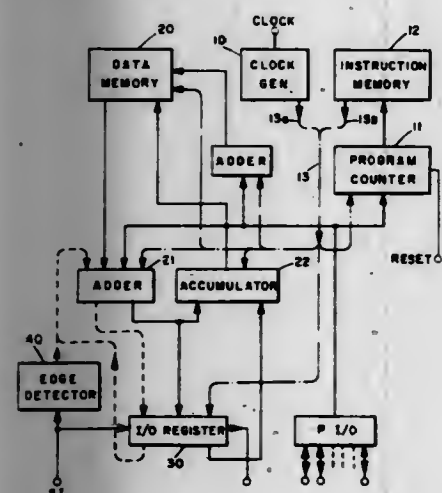 CLOCK
20
10
12
DATA
MEMORY
CLOCK
GEN
INSTRUCTION
MEMORY
13a
13b
11
ADDER
13
PROGRAM
COUNTER
RESET
21
22
ADDER
ACCUMULATOR
40
EDGE
DETECTOR
I/O REGISTER
P I/O
30